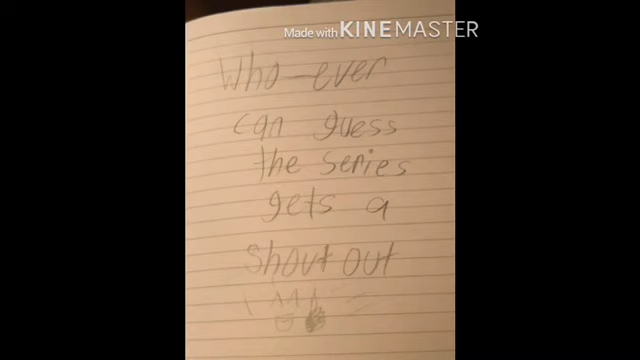 Made with KINEMASTER
Who-ever
can guess
the series
gets a
shout out